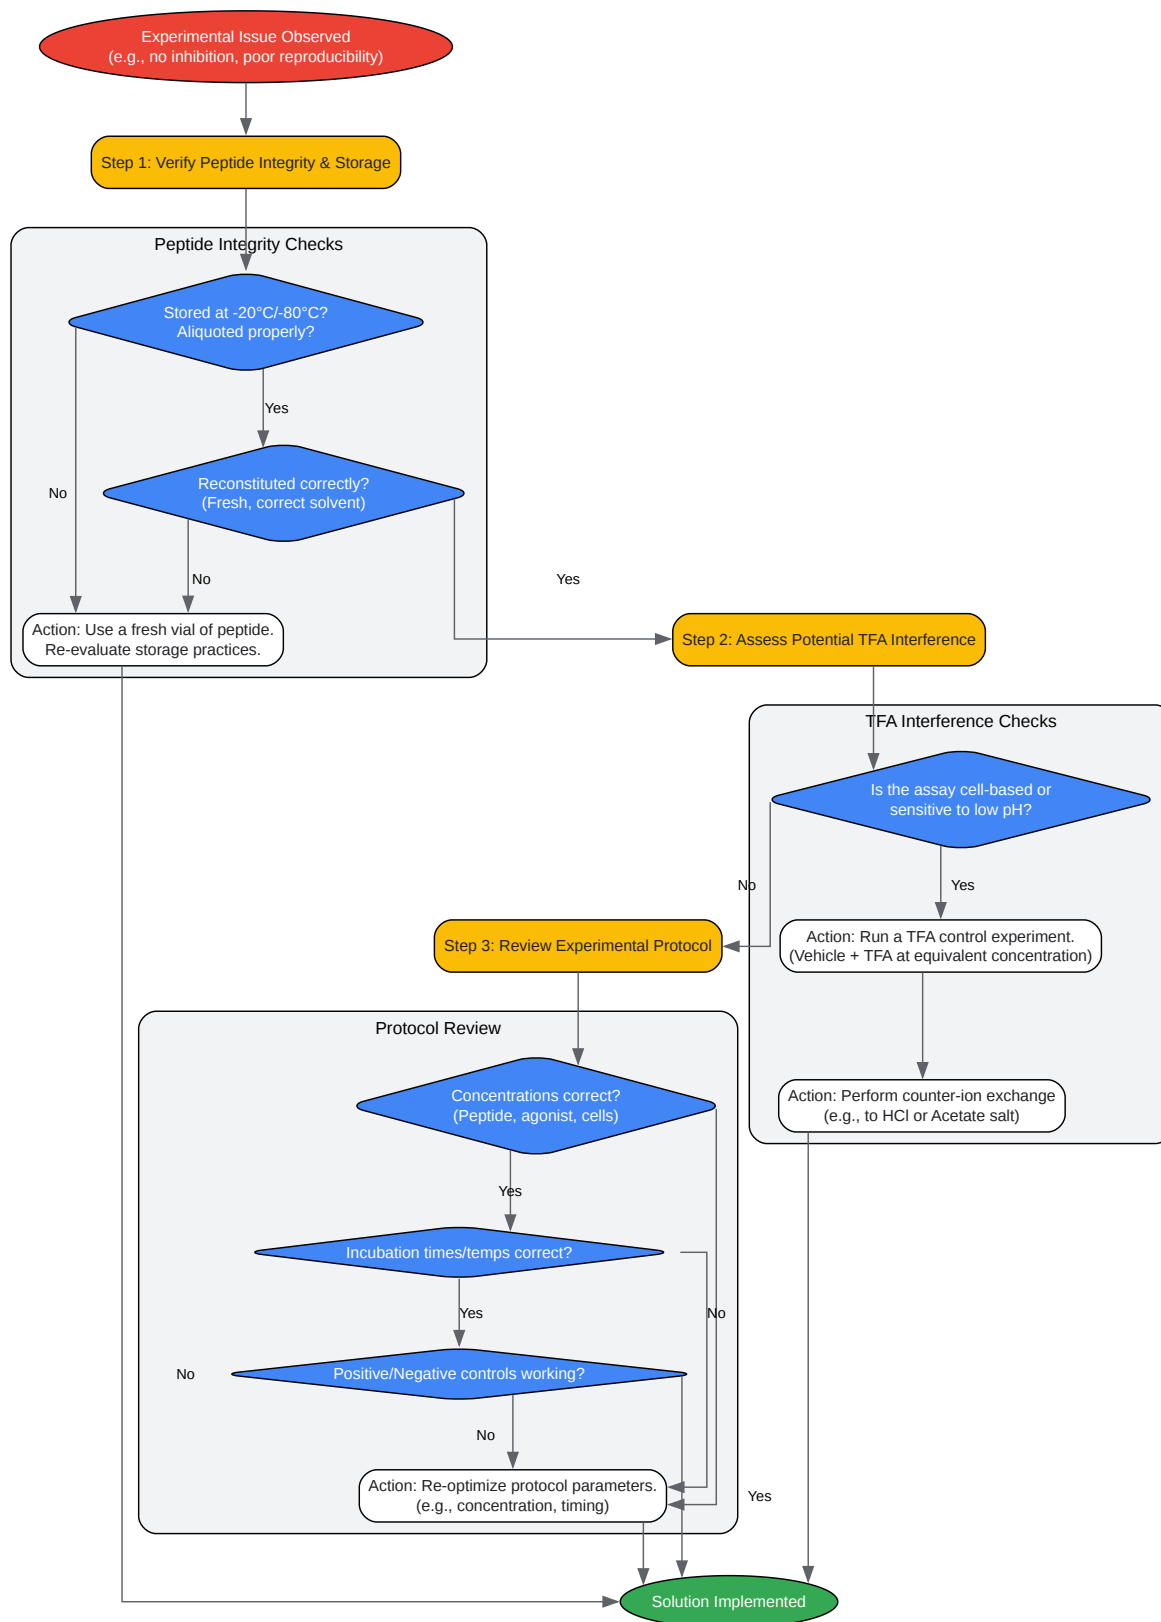 Experimental Issue Observed
(e.g., no inhibition, poor reproducibility)
Step 1: Verify Peptide Integrity & Storage
Peptide Integrity Checks
Stored at -20°C/-80°C?
Aliquoted properly?
Yes
No
Reconstituted correctly?
(Fresh, correct solvent)
No
Yes
Action: Use a fresh vial of peptide.
Re-evaluate storage practices.
Step 2: Assess Potential TFA Interference
TFA Interference Checks
Is the assay cell-based or
sensitive to low pH?
No
Yes
Step 3: Review Experimental Protocol
Action: Run a TFA control experiment.
(Vehicle + TFA at equivalent concentration)
Protocol Review
Concentrations correct?
(Peptide, agonist, cells)
Action: Perform counter-ion exchange
(e.g., to HCl or Acetate salt)
Yes
Incubation times/temps correct?
Yes
No
No
Positive/Negative controls working?
No
Action: Re-optimize protocol parameters.
(e.g., concentration, timing)
Yes
Solution Implemented